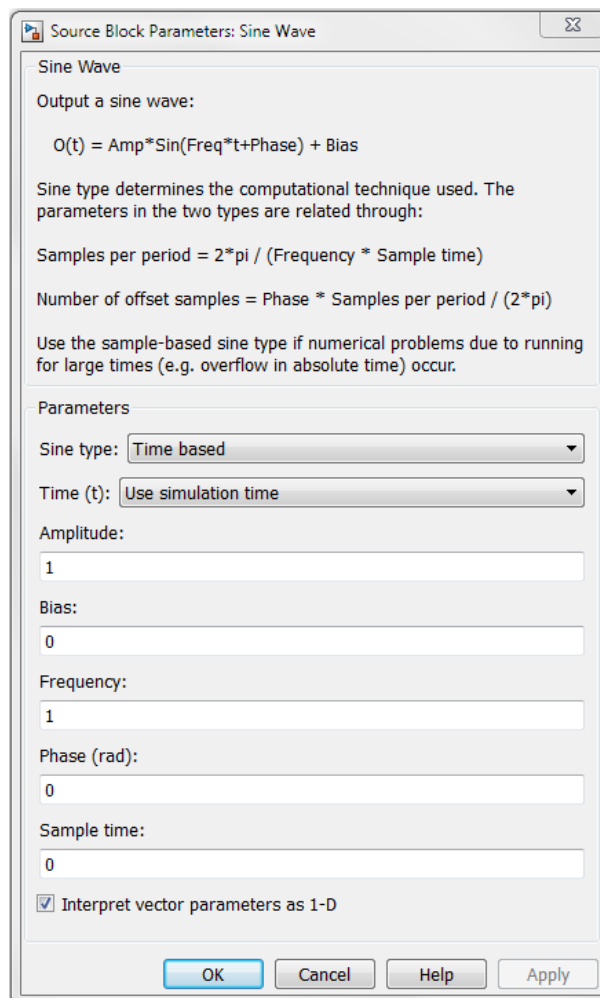 Source Block Parameters: Sine Wave
Sine Wave
Output a sine wave:
O(t) = Amp*Sin(Freq*t+Phase) + Bias
Sine type determines the computational technique used. The
parameters in the two types are related through:
Samples per period = 2*pi / (Frequency * Sample time)
Number of offset samples = Phase * Samples per period / (2*pi)
Use the sample-based sine type if numerical problems due to running
for large times (e.g. overflow in absolute time) occur.
Parameters
Sine type: Time based
Time (t): Use simulation time
Amplitude:
1
Bias:
0
Frequency:
1
Phase (rad):
0
Sample time:
0
Interpret vector parameters as 1-D
OK Cancel Help Apply